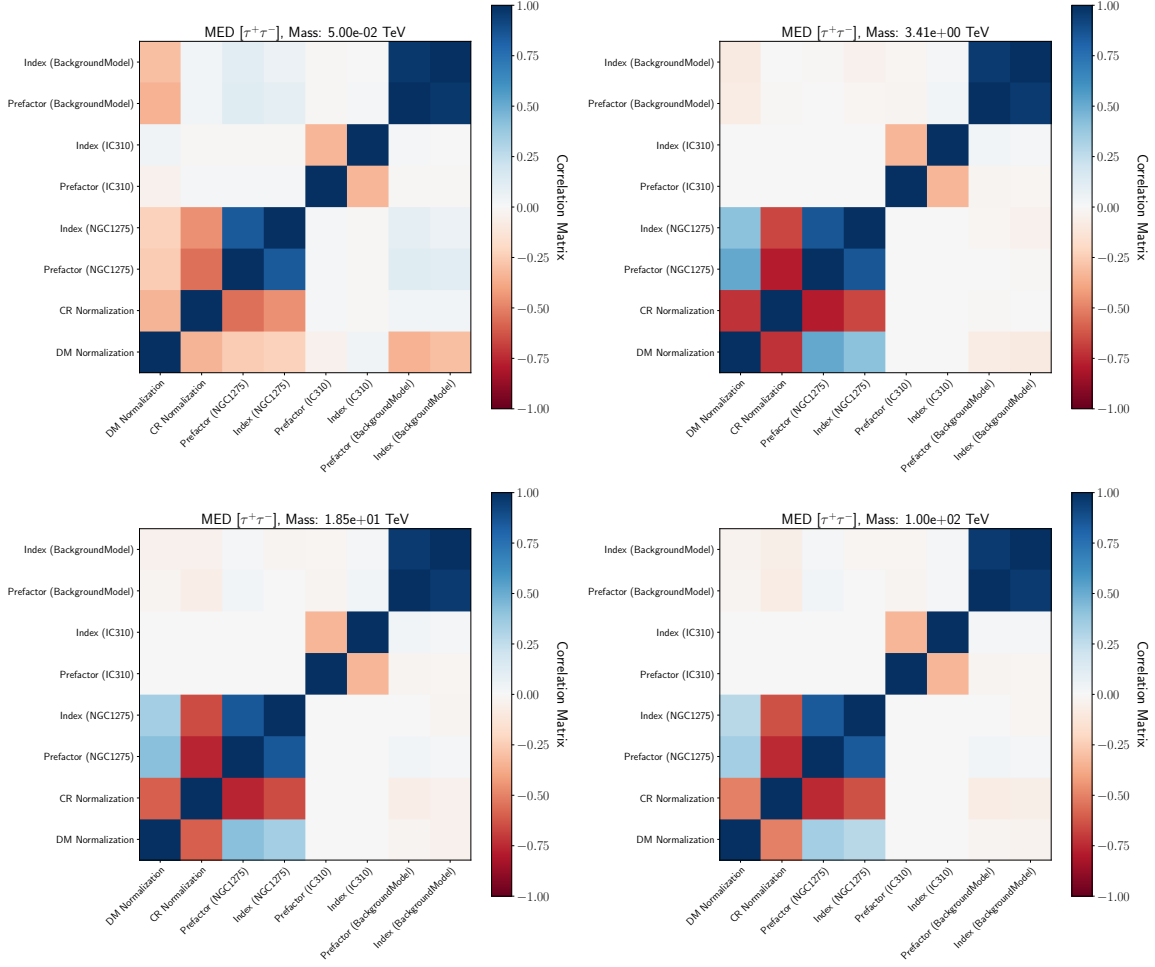 MED [τ⁺τ⁻], Mass: 5.00e-02 TeV
Index (BackgroundModel)
Prefactor (BackgroundModel)
Index (IC310)
Prefactor (IC310)
Index (NGC1275)
Prefactor (NGC1275)
CR Normalization
DM Normalization
DM Normalization
CR Normalization
Prefactor (NGC1275)
Index (NGC1275)
Prefactor (IC310)
Index (IC310)
Prefactor (BackgroundModel)
Index (BackgroundModel)
1.00
0.75
0.50
0.25
0.00
−0.25
−0.50
−0.75
−1.00
Correlation Matrix
MED [τ⁺τ⁻], Mass: 3.41e+00 TeV
Index (BackgroundModel)
Prefactor (BackgroundModel)
Index (IC310)
Prefactor (IC310)
Index (NGC1275)
Prefactor (NGC1275)
CR Normalization
DM Normalization
DM Normalization
CR Normalization
Prefactor (NGC1275)
Index (NGC1275)
Prefactor (IC310)
Index (IC310)
Prefactor (BackgroundModel)
Index (BackgroundModel)
1.00
0.75
0.50
0.25
0.00
−0.25
−0.50
−0.75
−1.00
Correlation Matrix
MED [τ⁺τ⁻], Mass: 1.85e+01 TeV
Index (BackgroundModel)
Prefactor (BackgroundModel)
Index (IC310)
Prefactor (IC310)
Index (NGC1275)
Prefactor (NGC1275)
CR Normalization
DM Normalization
DM Normalization
CR Normalization
Prefactor (NGC1275)
Index (NGC1275)
Prefactor (IC310)
Index (IC310)
Prefactor (BackgroundModel)
Index (BackgroundModel)
1.00
0.75
0.50
0.25
0.00
−0.25
−0.50
−0.75
−1.00
Correlation Matrix
MED [τ⁺τ⁻], Mass: 1.00e+02 TeV
Index (BackgroundModel)
Prefactor (BackgroundModel)
Index (IC310)
Prefactor (IC310)
Index (NGC1275)
Prefactor (NGC1275)
CR Normalization
DM Normalization
DM Normalization
CR Normalization
Prefactor (NGC1275)
Index (NGC1275)
Prefactor (IC310)
Index (IC310)
Prefactor (BackgroundModel)
Index (BackgroundModel)
1.00
0.75
0.50
0.25
0.00
−0.25
−0.50
−0.75
−1.00
Correlation Matrix